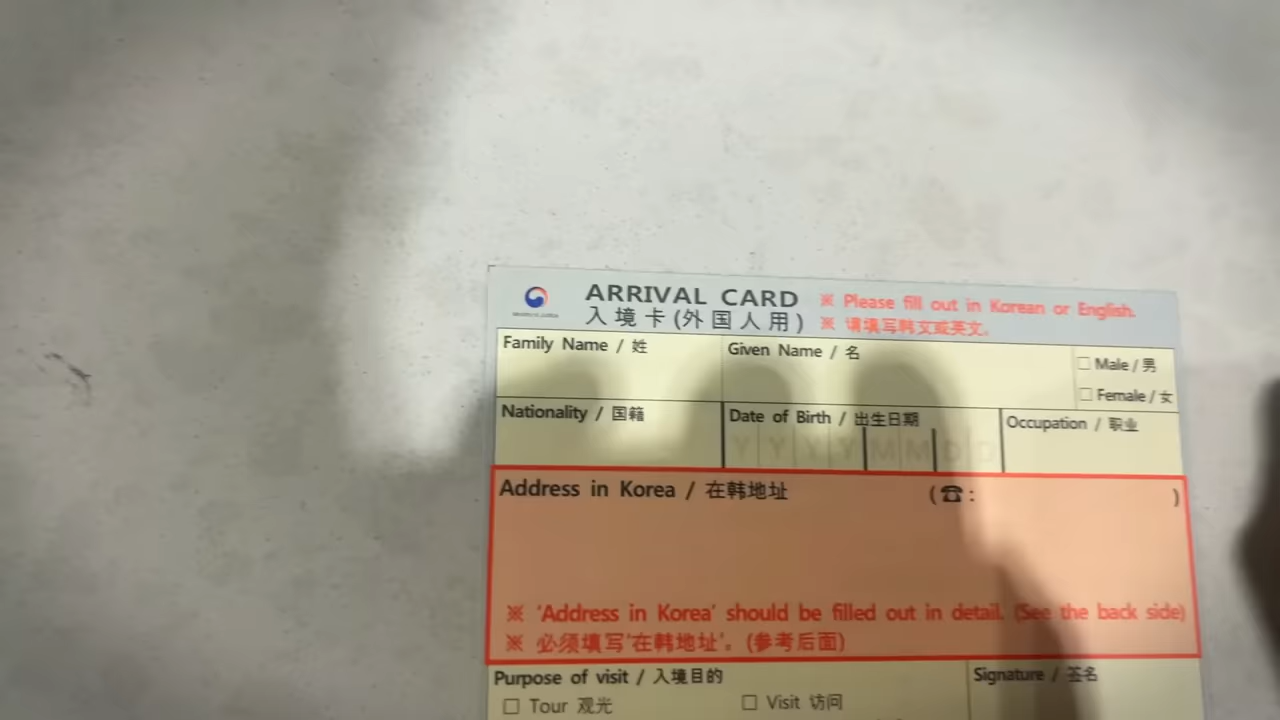 ARRIVAL CARD
入境卡(外国人用)
※ Please fill out in Korean or English.
※ 请填写韩文或英文.
Family Name / 姓
Given Name / 名
□ Male / 男
□ Female / 女
Nationality / 国籍
Date of Birth / 出生日期
Y Y Y Y M M D D
Occupation / 职业
Address in Korea / 在韩地址
(☎: )
※ 'Address in Korea' should be filled out in detail. (See the back side)
※ 必须填写'在韩地址'。(参考后面)
Purpose of visit / 入境目的
□ Tour 观光
□ Visit 访问
Signature / 签名